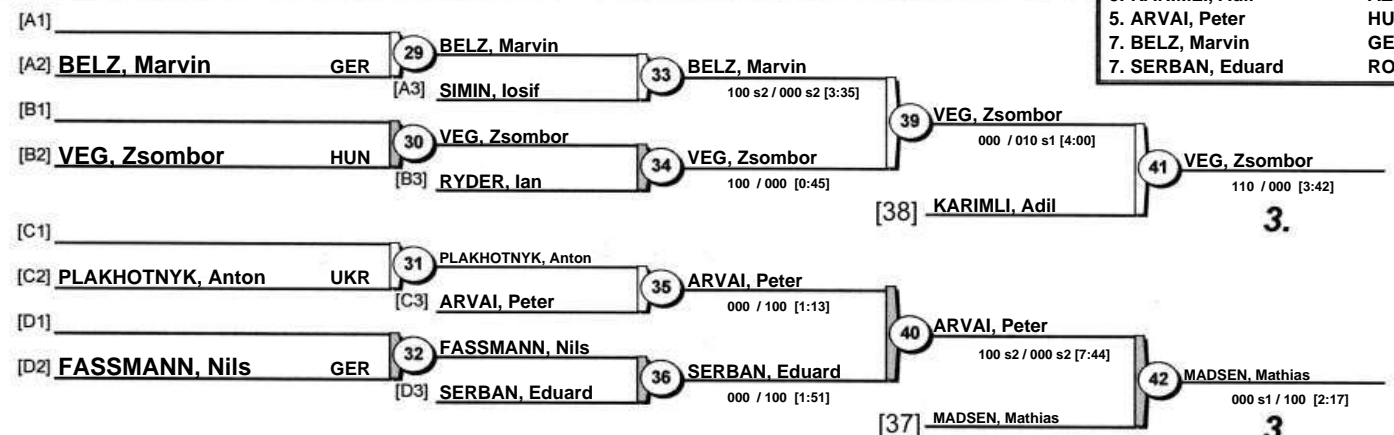 5. ARVAI, Peter HU
7. BELZ, Marvin GE
7. SERBAN, Eduard RO
[A1]
[A2] BELZ, Marvin GER
29 BELZ, Marvin
[A3] SIMIN, Iosif
33 BELZ, Marvin
100 s2 / 000 s2 [3:35]
[B1]
[B2] VEG, Zsombor HUN
30 VEG, Zsombor
[B3] RYDER, Ian
34 VEG, Zsombor
100 / 000 [0:45]
39 VEG, Zsombor
000 / 010 s1 [4:00]
[38] KARIMLI, Adil
41 VEG, Zsombor
110 / 000 [3:42]
3.
[C1]
[C2] PLAKHOTNYK, Anton UKR
31 PLAKHOTNYK, Anton
[C3] ARVAI, Peter
35 ARVAI, Peter
000 / 100 [1:13]
[D1]
[D2] FASSMANN, Nils GER
32 FASSMANN, Nils
[D3] SERBAN, Eduard
36 SERBAN, Eduard
000 / 100 [1:51]
40 ARVAI, Peter
100 s2 / 000 s2 [7:44]
[37] MADSEN, Mathias
42 MADSEN, Mathias
000 s1 / 100 [2:17]
3